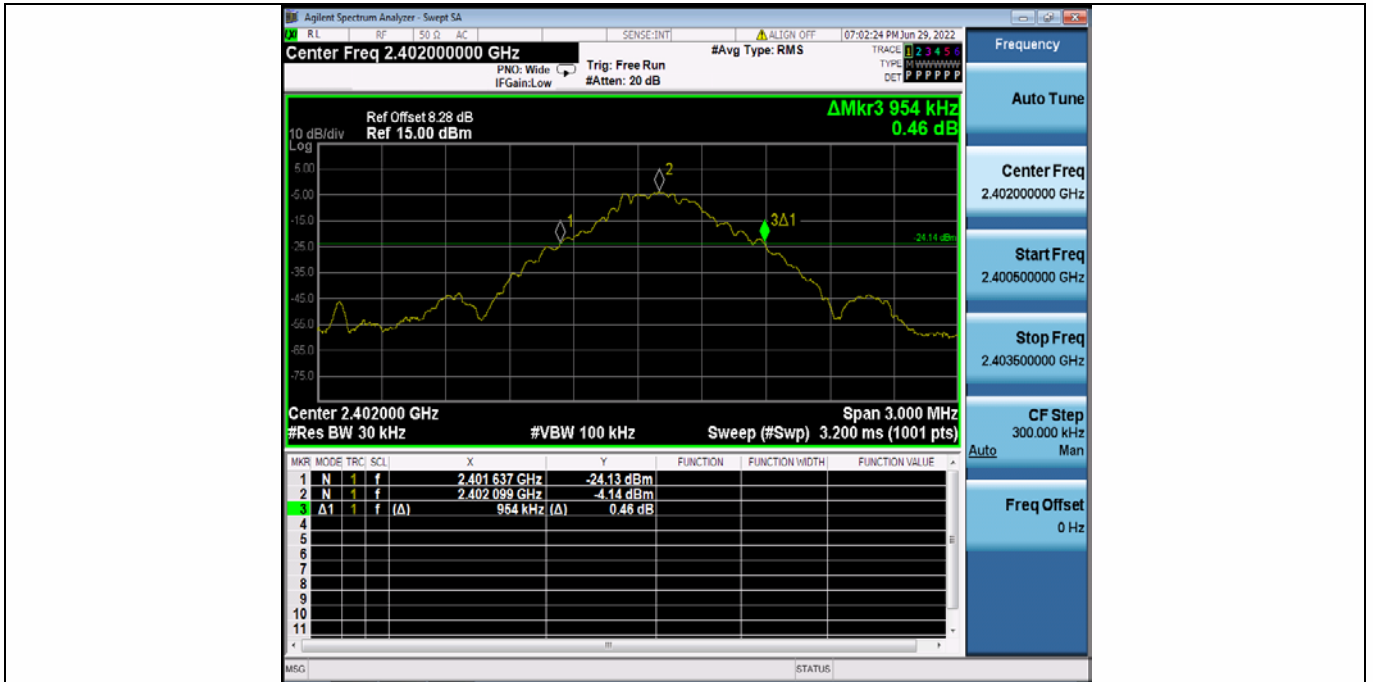 Agilent Spectrum Analyzer - Swept SA
RL RF 50 Ω AC SENSE:INT ALIGN OFF 07:02:24 PM Jun 29, 2022
Center Freq 2.402000000 GHz
#Avg Type: RMS
TRACE 1 2 3 4 5 6
PNO: Wide
Trig: Free Run
TYPE M WWWWW
IFGain:Low
#Atten: 20 dB
DET P P P P P P
ΔMkr3 954 kHz
0.46 dB
Ref Offset 8.28 dB
10 dB/div Ref 15.00 dBm
Log
5.00
-5.00
-15.0
-25.0
-35.0
-45.0
-55.0
-65.0
-75.0
2
1
3Δ1
-24.14 dBm
Center 2.402000 GHz Span 3.000 MHz
#Res BW 30 kHz #VBW 100 kHz Sweep (#Swp) 3.200 ms (1001 pts)
MKR MODE TRC SCL X Y FUNCTION FUNCTION WIDTH FUNCTION VALUE
1 N 1 f 2.401 637 GHz -24.13 dBm
2 N 1 f 2.402 099 GHz -4.14 dBm
3 Δ1 1 f (Δ) 954 kHz (Δ) 0.46 dB
4
5
6
7
8
9
10
11
MSG STATUS
Frequency
Auto Tune
Center Freq
2.402000000 GHz
Start Freq
2.400500000 GHz
Stop Freq
2.403500000 GHz
CF Step
300.000 kHz
Auto Man
Freq Offset
0 Hz